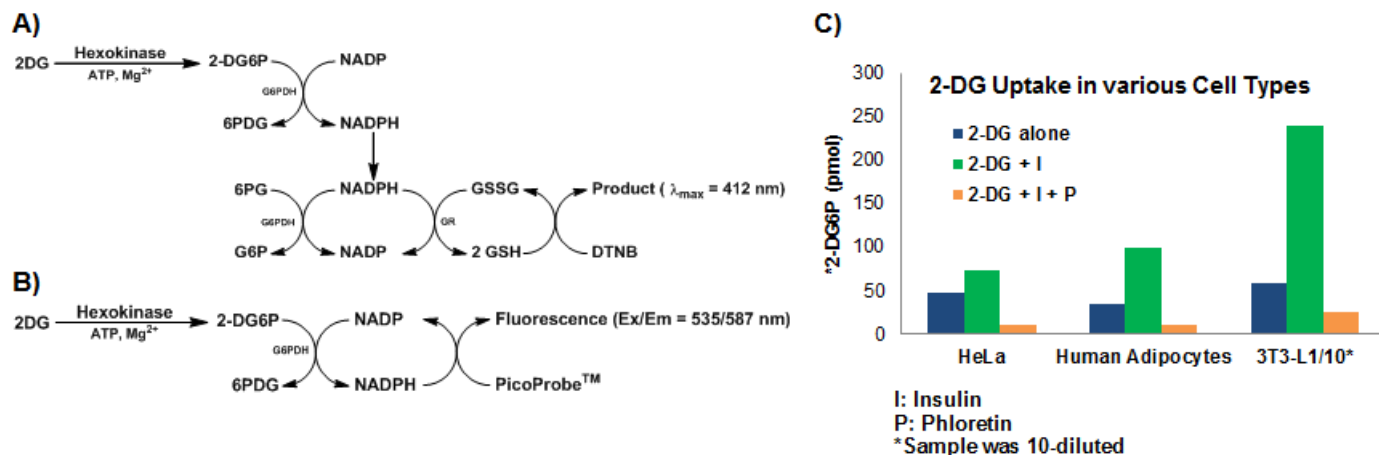 A)
2DG Hexokinase ATP, Mg²⁺ 2-DG6P NADP
G6PDH
6PDG NADPH
6PG NADPH GSSG Product ( λmax = 412 nm)
G6PDH GR
G6P NADP 2 GSH DTNB
B)
2DG Hexokinase ATP, Mg²⁺ 2-DG6P NADP Fluorescence (Ex/Em = 535/587 nm)
G6PDH
6PDG NADPH PicoProbe™
C)
2-DG Uptake in various Cell Types
2-DG alone
2-DG + I
2-DG + I + P
*2-DG6P (pmol)
300
250
200
150
100
50
0
HeLa Human Adipocytes 3T3-L1/10*
I: Insulin
P: Phloretin
*Sample was 10-diluted